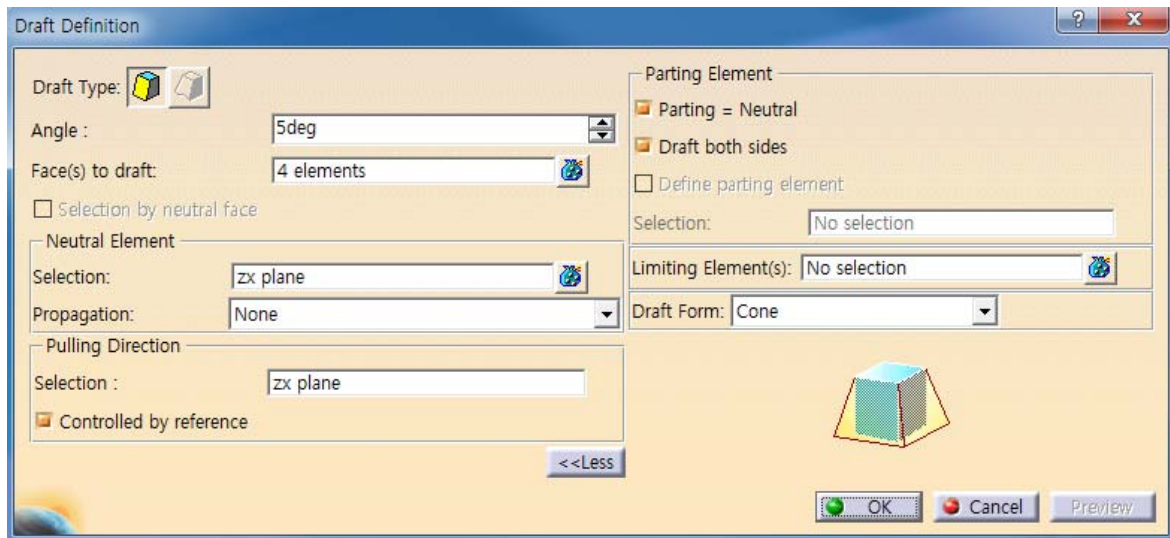 Draft Definition
Draft Type:
Angle :
5deg
Face(s) to draft:
4 elements
Selection by neutral face
Neutral Element
Selection:
zx plane
Propagation:
None
Pulling Direction
Selection :
zx plane
Controlled by reference
<<Less
Parting Element
Parting = Neutral
Draft both sides
Define parting element
Selection:
No selection
Limiting Element(s):
No selection
Draft Form:
Cone
OK
Cancel
Preview